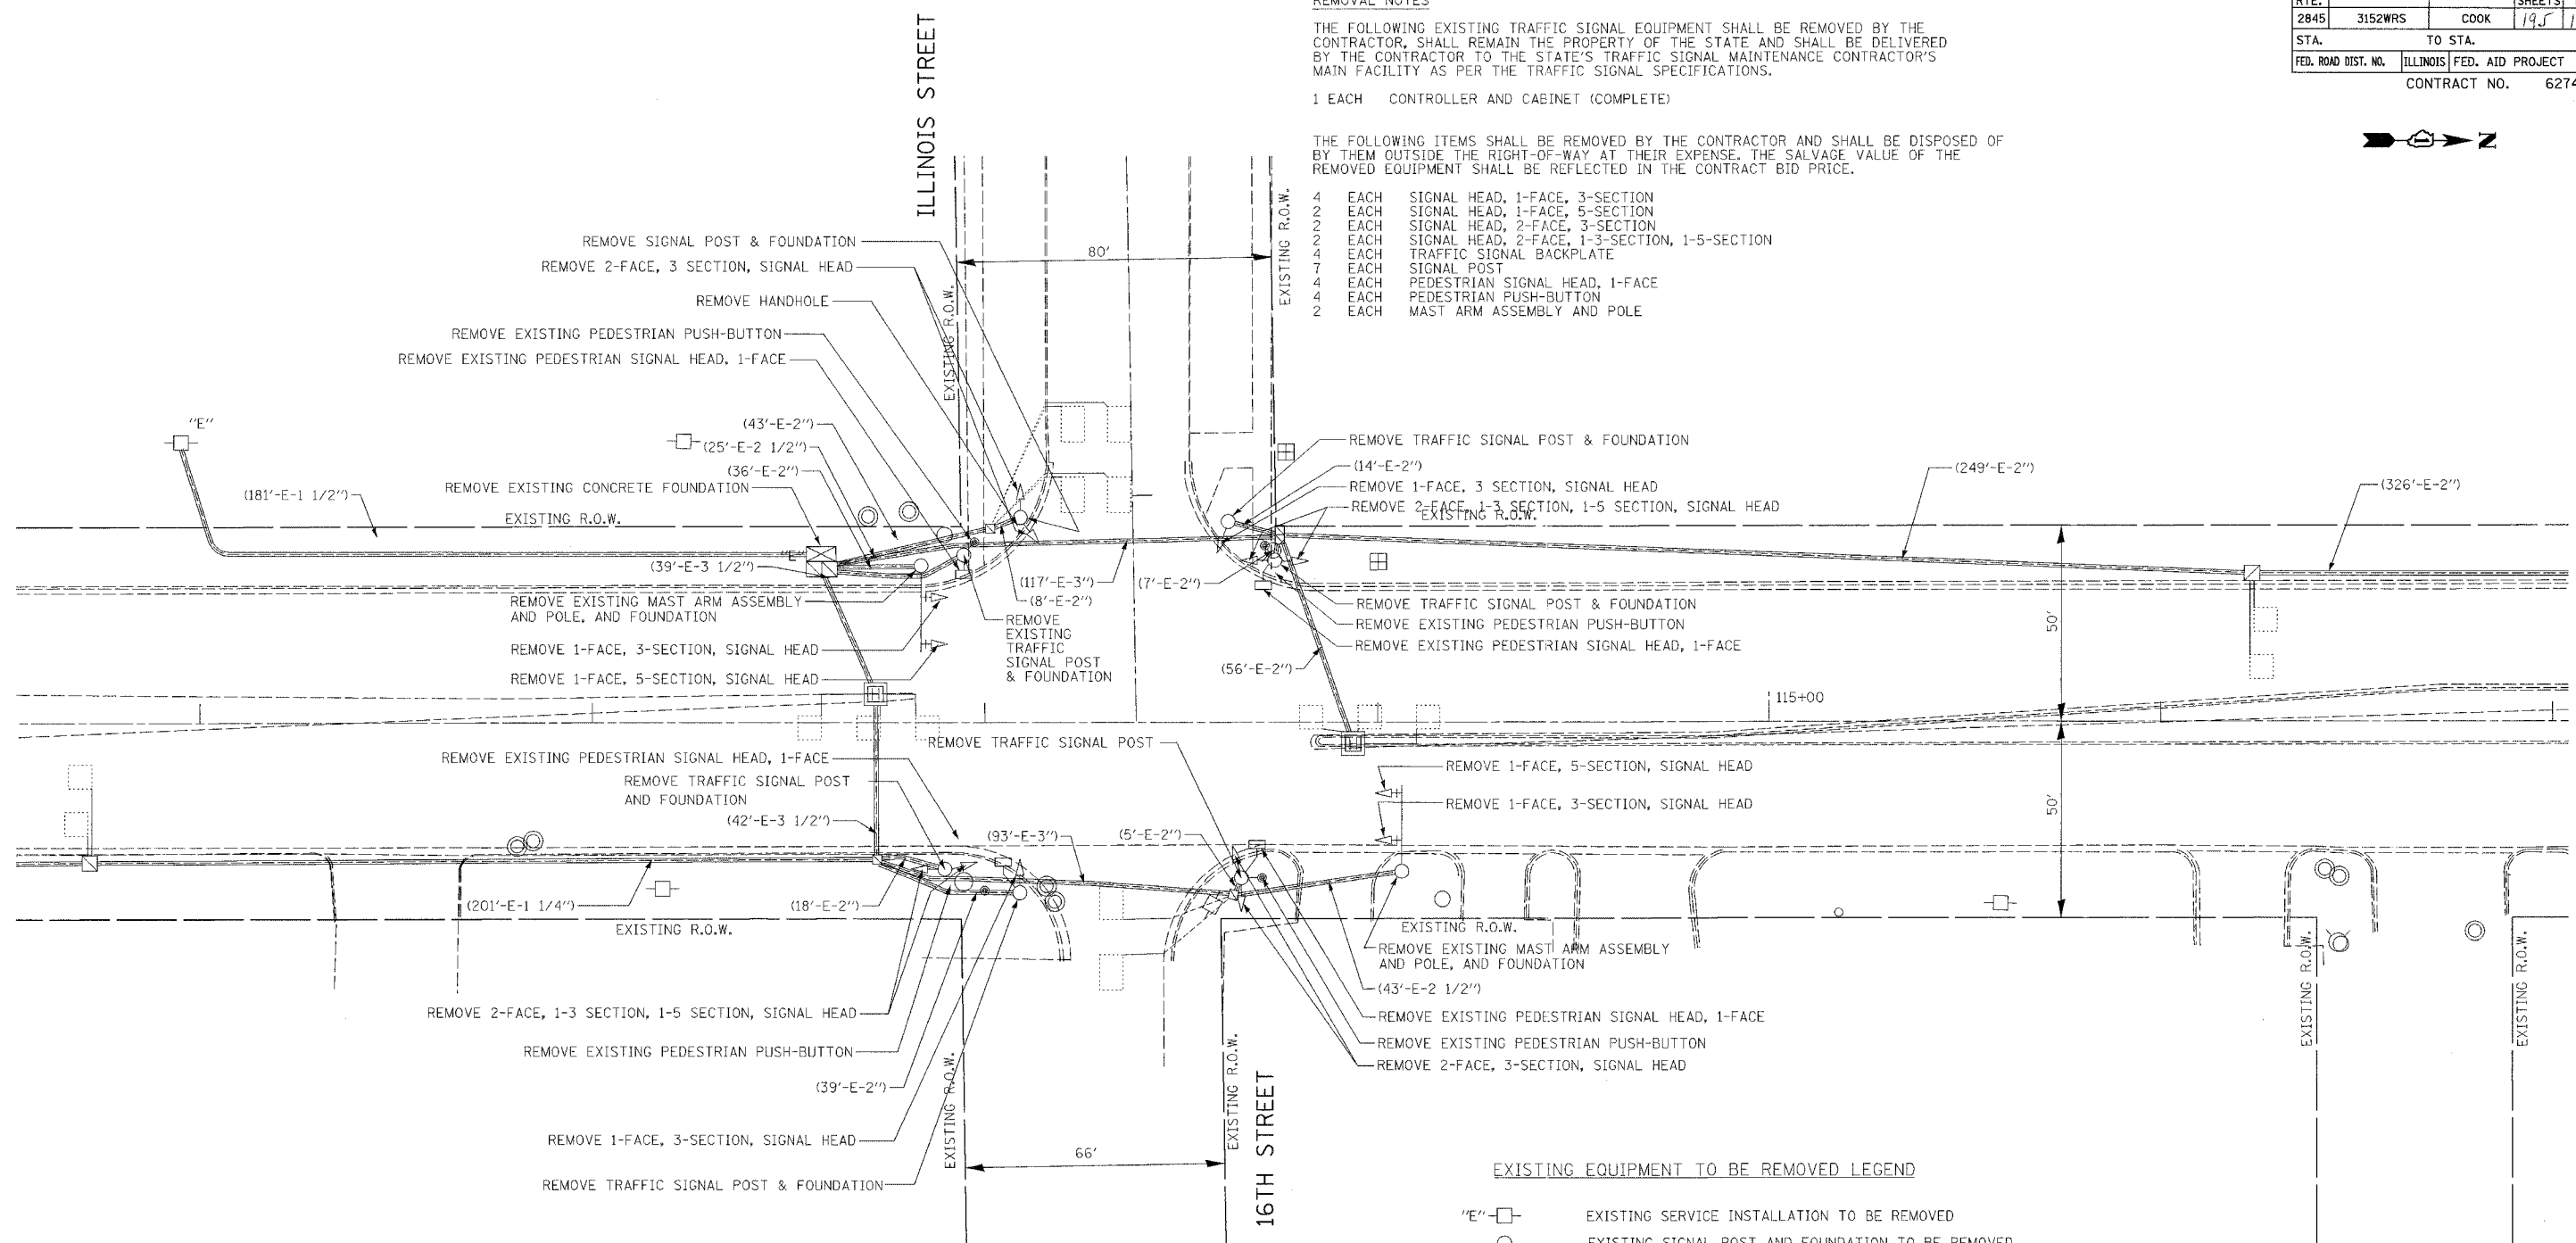 REMOVAL NOTES
THE FOLLOWING EXISTING TRAFFIC SIGNAL EQUIPMENT SHALL BE REMOVED BY THE
CONTRACTOR, SHALL REMAIN THE PROPERTY OF THE STATE AND SHALL BE DELIVERED
BY THE CONTRACTOR TO THE STATE'S TRAFFIC SIGNAL MAINTENANCE CONTRACTOR'S
MAIN FACILITY AS PER THE TRAFFIC SIGNAL SPECIFICATIONS.
1 EACH CONTROLLER AND CABINET (COMPLETE)
THE FOLLOWING ITEMS SHALL BE REMOVED BY THE CONTRACTOR AND SHALL BE DISPOSED OF
BY THEM OUTSIDE THE RIGHT-OF-WAY AT THEIR EXPENSE. THE SALVAGE VALUE OF THE
REMOVED EQUIPMENT SHALL BE REFLECTED IN THE CONTRACT BID PRICE.
4 EACH SIGNAL HEAD, 1-FACE, 3-SECTION
2 EACH SIGNAL HEAD, 1-FACE, 5-SECTION
2 EACH SIGNAL HEAD, 2-FACE, 3-SECTION
2 EACH SIGNAL HEAD, 2-FACE, 1-3-SECTION, 1-5-SECTION
4 EACH TRAFFIC SIGNAL BACKPLATE
7 EACH SIGNAL POST
4 EACH PEDESTRIAN SIGNAL HEAD, 1-FACE
4 EACH PEDESTRIAN PUSH-BUTTON
2 EACH MAST ARM ASSEMBLY AND POLE
RTE. SHEETS
2845 3152WRS COOK 195 1
STA. TO STA.
FED. ROAD DIST. NO. ILLINOIS FED. AID PROJECT
CONTRACT NO. 6274
N
ILLINOIS STREET
EXISTING R.O.W.
80'
EXISTING R.O.W.
REMOVE SIGNAL POST & FOUNDATION
REMOVE 2-FACE, 3 SECTION, SIGNAL HEAD
REMOVE HANDHOLE
REMOVE EXISTING PEDESTRIAN PUSH-BUTTON
REMOVE EXISTING PEDESTRIAN SIGNAL HEAD, 1-FACE
"E"
(43'-E-2")
(25'-E-2 1/2")
(36'-E-2")
(181'-E-1 1/2")
REMOVE EXISTING CONCRETE FOUNDATION
EXISTING R.O.W.
"E"
(39'-E-3 1/2")
REMOVE EXISTING MAST ARM ASSEMBLY
AND POLE, AND FOUNDATION
REMOVE 1-FACE, 3-SECTION, SIGNAL HEAD
REMOVE 1-FACE, 5-SECTION, SIGNAL HEAD
(117'-E-3")
(8'-E-2")
REMOVE
EXISTING
TRAFFIC
SIGNAL POST
& FOUNDATION
(7'-E-2")
(56'-E-2")
REMOVE TRAFFIC SIGNAL POST & FOUNDATION
(14'-E-2")
REMOVE 1-FACE, 3 SECTION, SIGNAL HEAD
REMOVE 2-FACE, 1-3 SECTION, 1-5 SECTION, SIGNAL HEAD
EXISTING R.O.W.
(249'-E-2")
(326'-E-2")
REMOVE TRAFFIC SIGNAL POST & FOUNDATION
REMOVE EXISTING PEDESTRIAN PUSH-BUTTON
REMOVE EXISTING PEDESTRIAN SIGNAL HEAD, 1-FACE
50'
115+00
50'
REMOVE TRAFFIC SIGNAL POST
REMOVE EXISTING PEDESTRIAN SIGNAL HEAD, 1-FACE
REMOVE TRAFFIC SIGNAL POST
AND FOUNDATION
(42'-E-3 1/2")
(93'-E-3")
(5'-E-2")
REMOVE 1-FACE, 5-SECTION, SIGNAL HEAD
REMOVE 1-FACE, 3-SECTION, SIGNAL HEAD
(201'-E-1 1/4")
(18'-E-2")
EXISTING R.O.W.
EXISTING R.O.W.
REMOVE EXISTING MAST ARM ASSEMBLY
AND POLE, AND FOUNDATION
(43'-E-2 1/2")
REMOVE 2-FACE, 1-3 SECTION, 1-5 SECTION, SIGNAL HEAD
REMOVE EXISTING PEDESTRIAN PUSH-BUTTON
(39'-E-2")
REMOVE 1-FACE, 3-SECTION, SIGNAL HEAD
REMOVE TRAFFIC SIGNAL POST & FOUNDATION
REMOVE EXISTING PEDESTRIAN SIGNAL HEAD, 1-FACE
REMOVE EXISTING PEDESTRIAN PUSH-BUTTON
REMOVE 2-FACE, 3-SECTION, SIGNAL HEAD
EXISTING R.O.W.
66'
EXISTING R.O.W.
16TH STREET
EXISTING R.O.W.
EXISTING R.O.W.
EXISTING EQUIPMENT TO BE REMOVED LEGEND
"E" EXISTING SERVICE INSTALLATION TO BE REMOVED
EXISTING SIGNAL POST AND FOUNDATION TO BE REMOVED